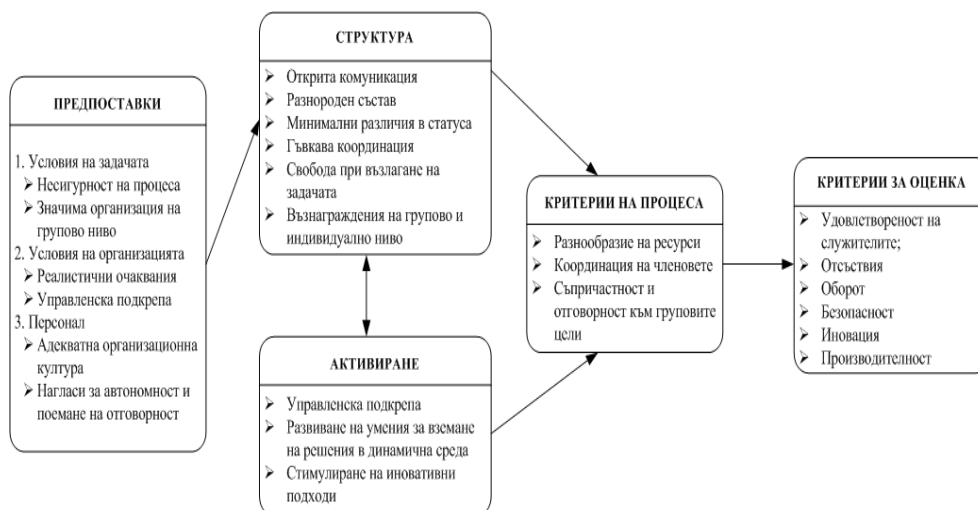 ПРЕДПОСТАВКИ
1. Условия на задачата
➢ Несигурност на процеса
➢ Значима организация на
групово ниво
2. Условия на организацията
➢ Реалистични очаквания
➢ Управленска подкрепа
3. Персонал
➢ Адекватна организационна
култура
➢ Нагласи за автономност и
поемане на отговорност
СТРУКТУРА
➢ Открита комуникация
➢ Разнороден състав
➢ Минимални различия в статуса
➢ Гъвкава координация
➢ Свобода при възлагане на
задачата
➢ Възнаграждения на групово и
индивидуално ниво
АКТИВИРАНЕ
➢ Управленска подкрепа
➢ Развиване на умения за вземане
на решения в динамична среда
➢ Стимулиране на иновативни
подходи
КРИТЕРИИ НА ПРОЦЕСА
➢ Разнообразие на ресурси
➢ Координация на членовете
➢ Съпричастност и
отговорност към груповите
цели
КРИТЕРИИ ЗА ОЦЕНКА
➢ Удовлетвореност на
служителите;
➢ Отсъствия
➢ Оборот
➢ Безопасност
➢ Иновация
➢ Производителност